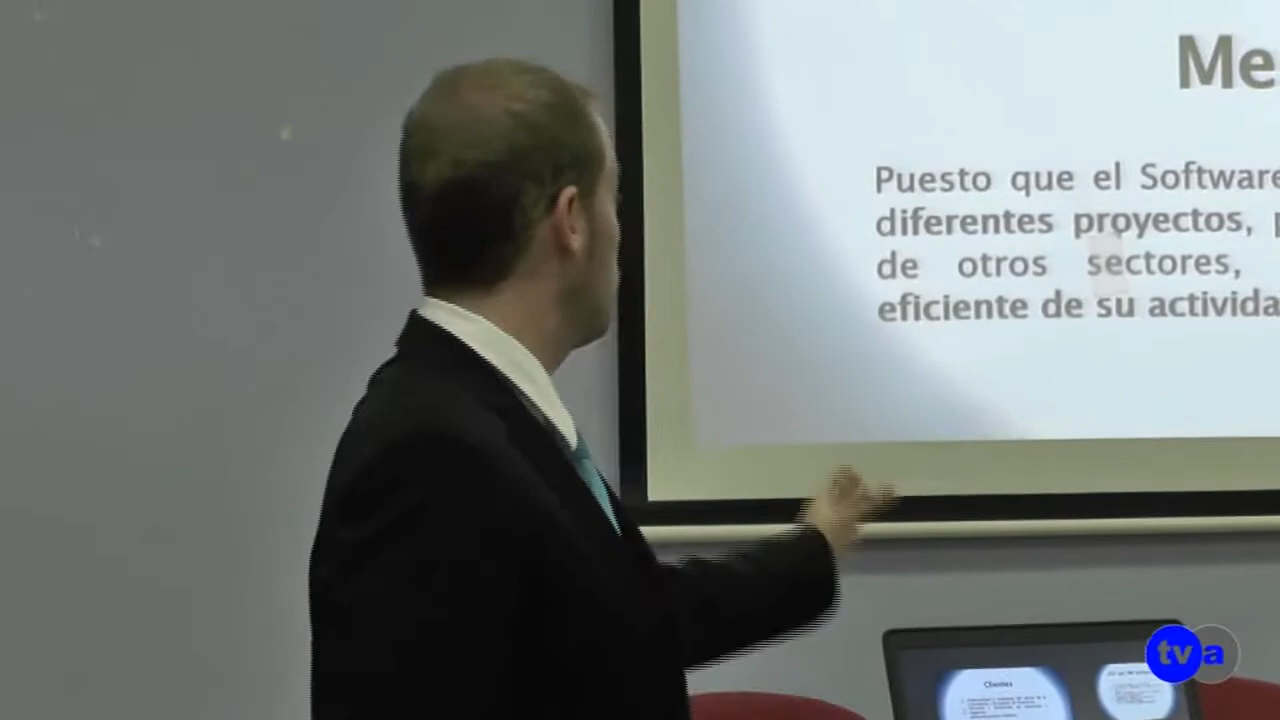 Me
Puesto que el Software
diferentes proyectos, p
de otros sectores,
eficiente de su activida
tva
Clientes